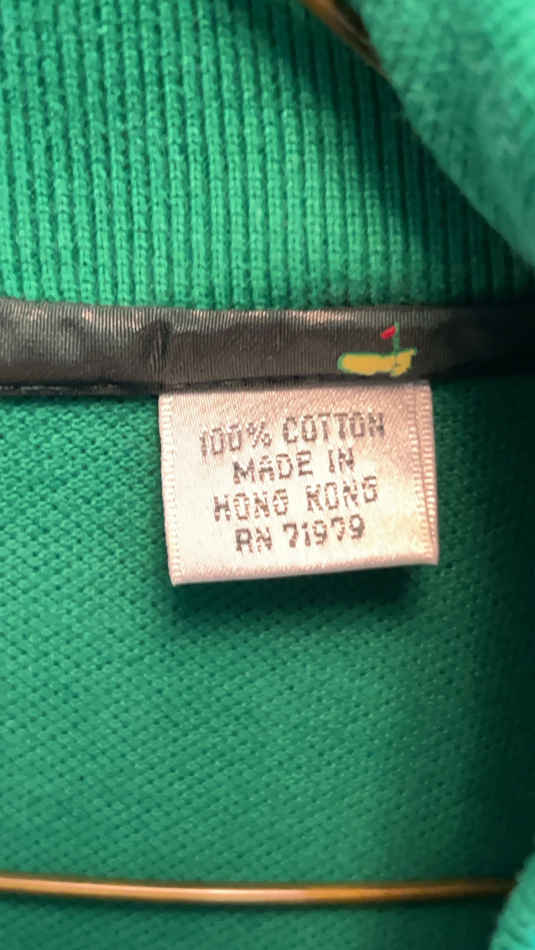 100% COTTON
MADE IN
HONG KONG
RN 71979